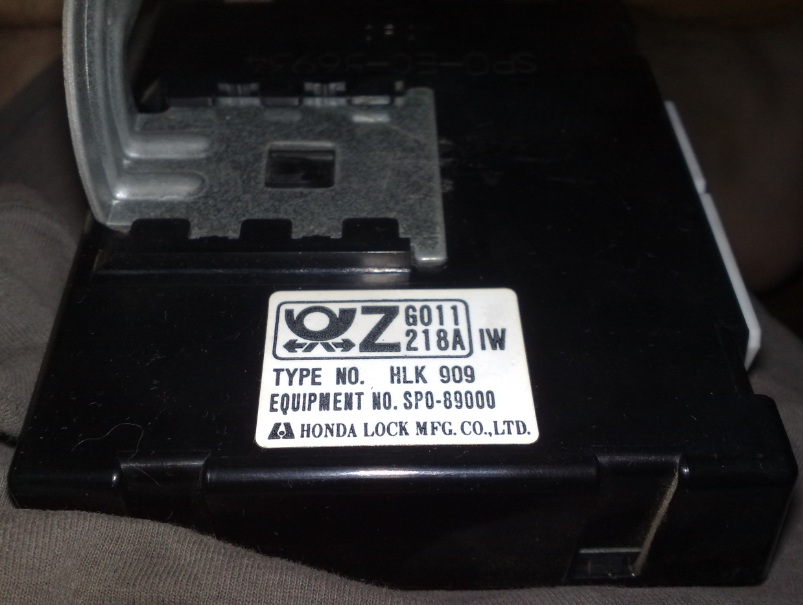 Z G011
218A IW
TYPE NO. HLK 909
EQUIPMENT NO. SPO-89000
HONDA LOCK MFG. CO.,LTD.